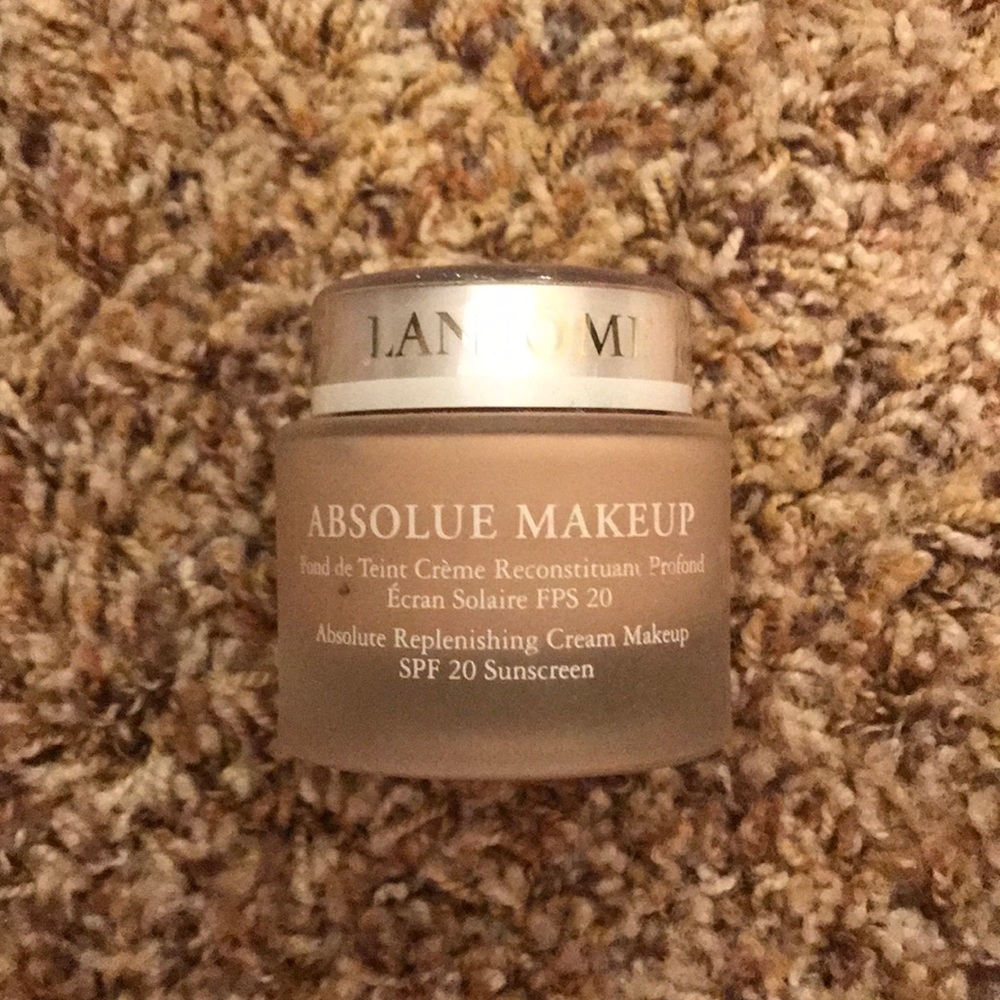 LANCÔME
ABSOLUE MAKEUP
Fond de Teint Crème Reconstituant Profond
Écran Solaire FPS 20
Absolute Replenishing Cream Makeup
SPF 20 Sunscreen